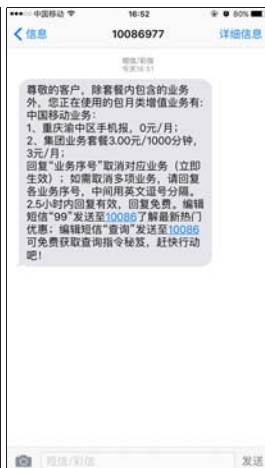 中国移动 16:52 80%
信息 10086977 详细信息
短信/彩信
今天16:51
尊敬的客户，除套餐内包含的业务
外，您正在使用的包月类增值业务有:
中国移动业务：
1、重庆渝中区手机报，0元/月；
2、集团业务套餐3.00元/1000分钟，
3元/月；
回复“业务序号”取消对应业务（立即
生效）；如需取消多项业务，请回复
各业务序号，中间用英文逗号分隔。
2.5小时内回复有效，回复免费。编辑
短信“99”发送至10086了解最新热门
优惠；编辑短信“查询”发送至10086
可免费获取查询指令秘笈，赶快行动
吧！
短信/彩信 发送